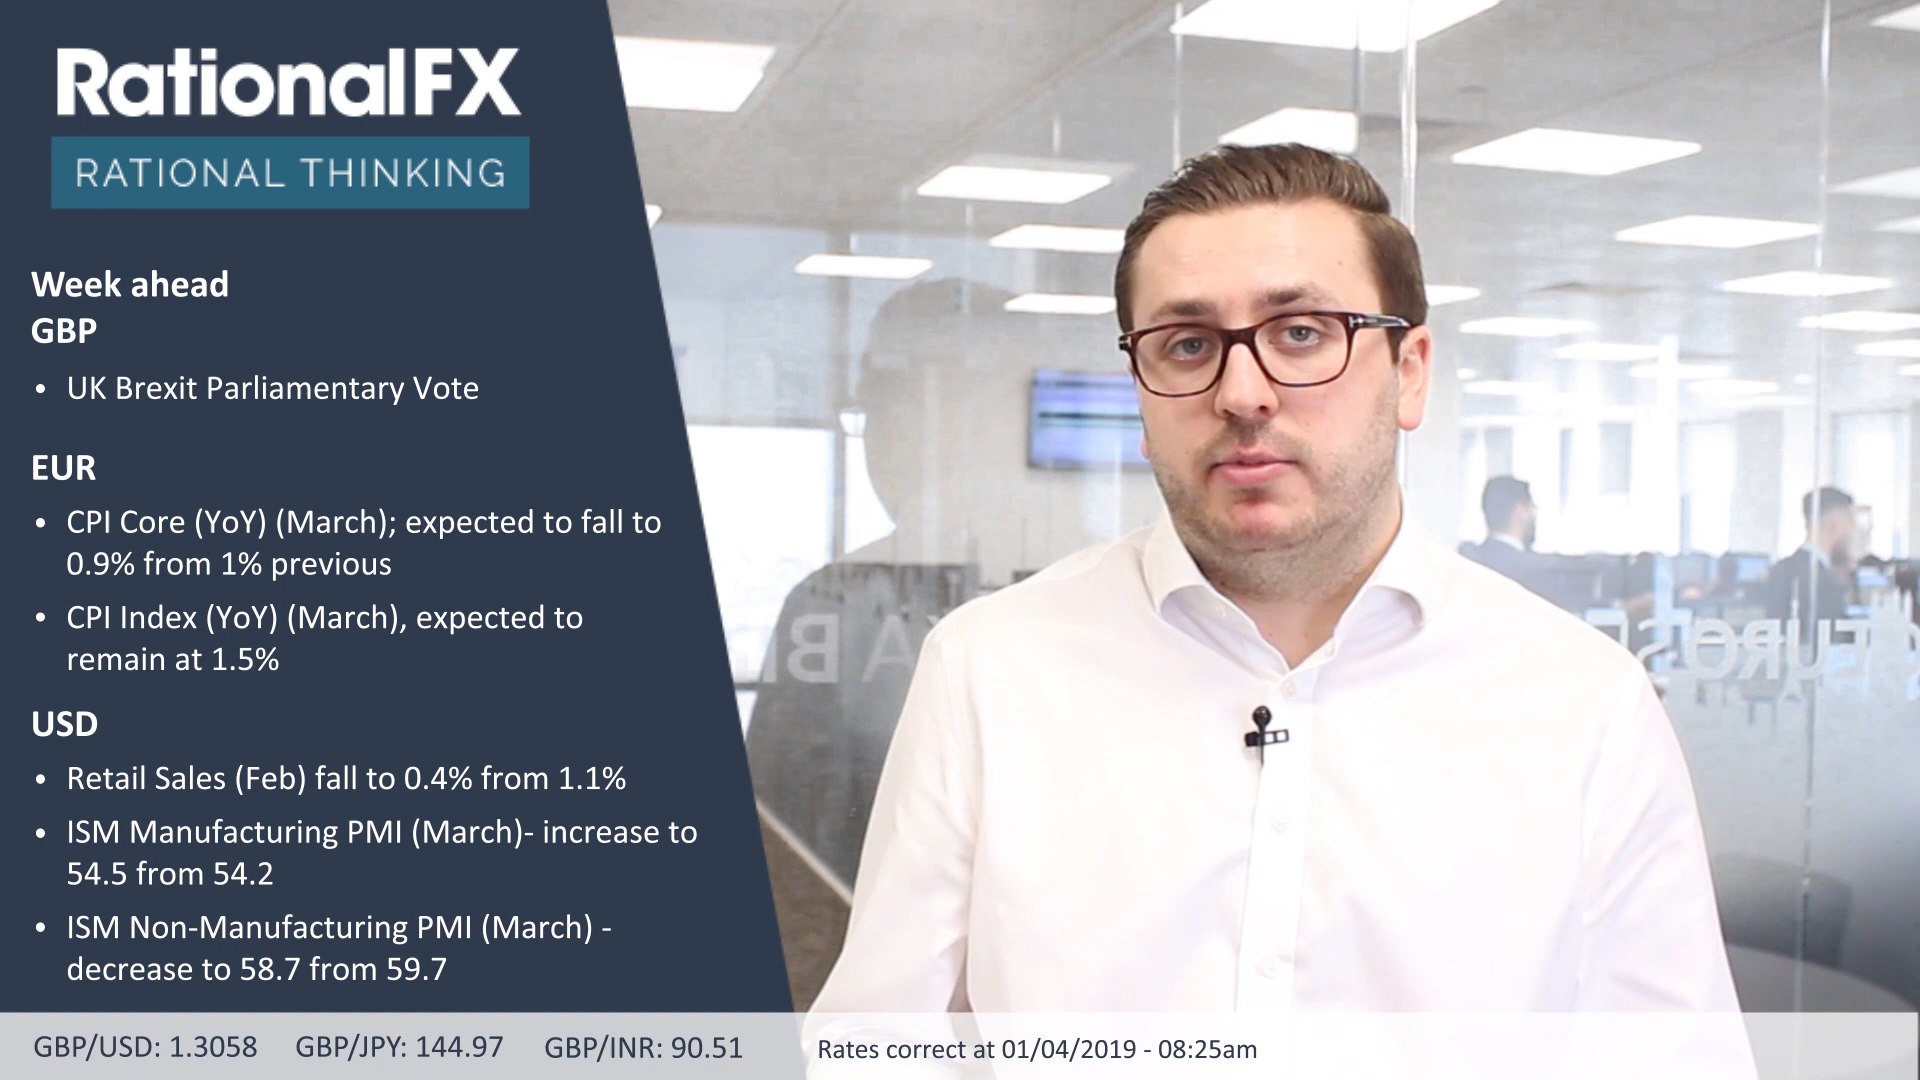 RationalFX
RATIONAL THINKING
Week ahead
GBP
• UK Brexit Parliamentary Vote
EUR
• CPI Core (YoY) (March); expected to fall to
0.9% from 1% previous
• CPI Index (YoY) (March), expected to
remain at 1.5%
USD
• Retail Sales (Feb) fall to 0.4% from 1.1%
• ISM Manufacturing PMI (March)- increase to
54.5 from 54.2
• ISM Non-Manufacturing PMI (March) -
decrease to 58.7 from 59.7
GBP/USD: 1.3058 GBP/JPY: 144.97 GBP/INR: 90.51 Rates correct at 01/04/2019 - 08:25am